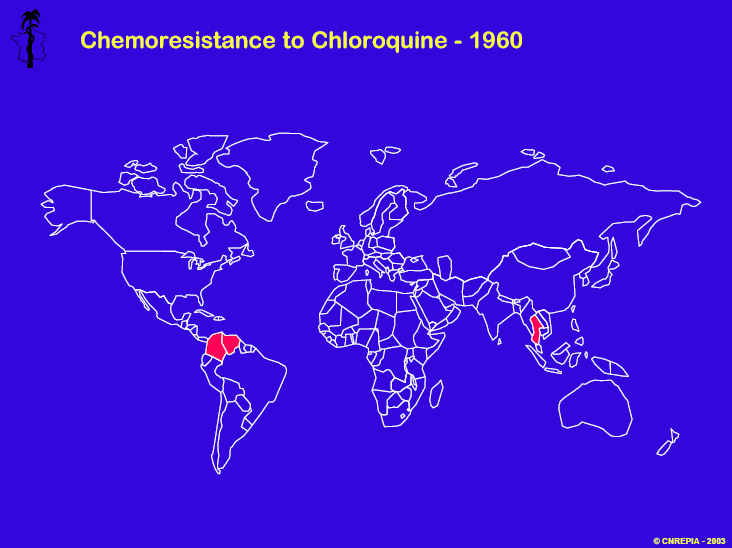 Chemoresistance to Chloroquine - 1960
© CNREPIA - 2003